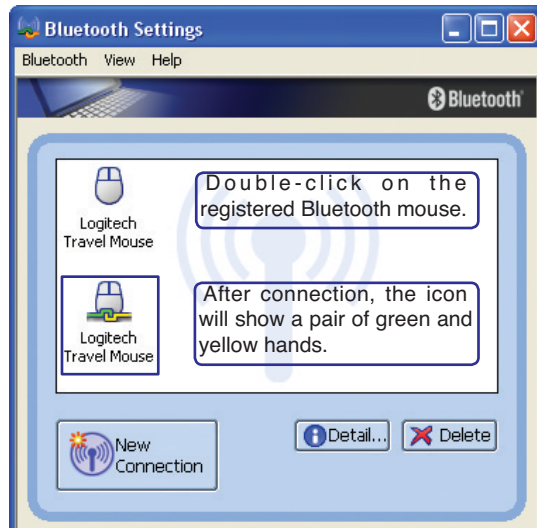 Bluetooth Settings
Bluetooth View Help
Bluetooth
Logitech
Travel Mouse
Double-click on the
registered Bluetooth mouse.
Logitech
Travel Mouse
After connection, the icon
will show a pair of green and
yellow hands.
New
Connection
Detail...
Delete